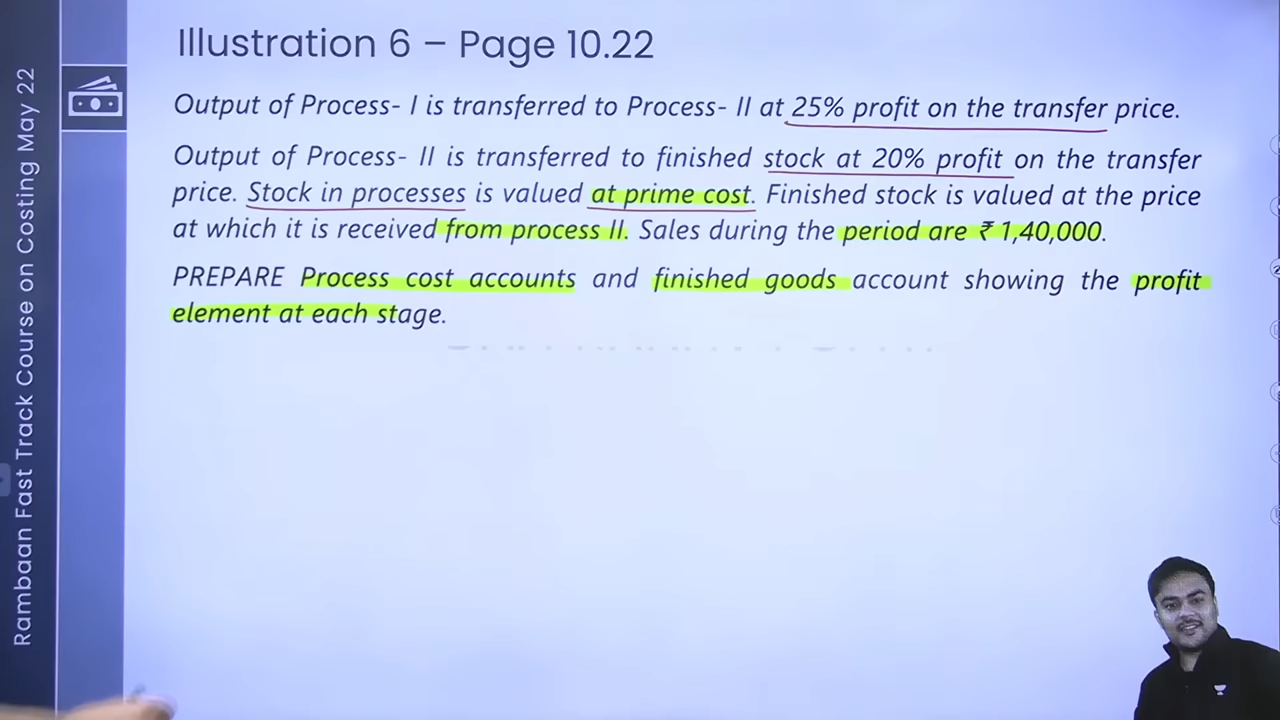 Illustration 6 – Page 10.22
Output of Process- I is transferred to Process- II at 25% profit on the transfer price.
Output of Process- II is transferred to finished stock at 20% profit on the transfer
price. Stock in processes is valued at prime cost. Finished stock is valued at the price
at which it is received from process II. Sales during the period are ₹ 1,40,000.
PREPARE Process cost accounts and finished goods account showing the profit
element at each stage.
Rambaan Fast Track Course on Costing May 22